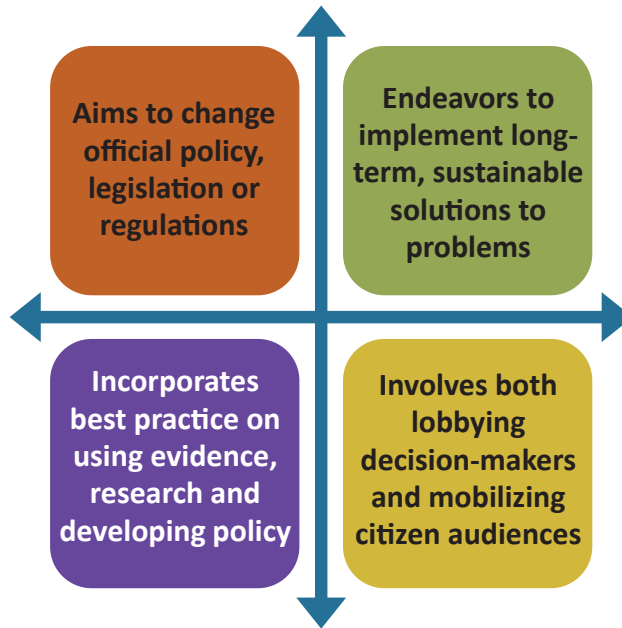 Aims to change
official policy,
legislation or
regulations
Endeavors to
implement long-
term, sustainable
solutions to
problems
Incorporates
best practice on
using evidence,
research and
developing policy
Involves both
lobbying
decision-makers
and mobilizing
citizen audiences